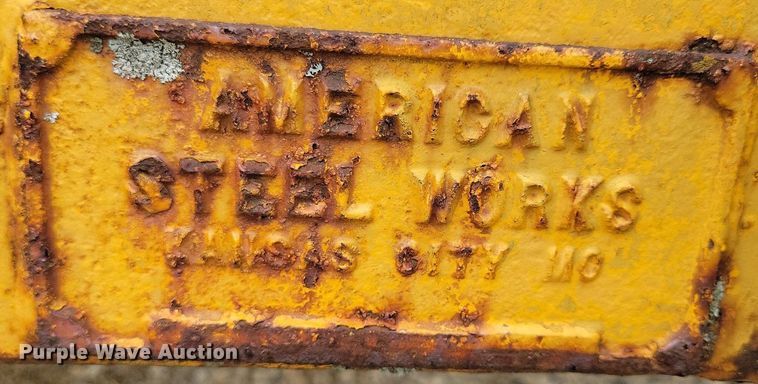 AMERICAN
STEEL WORKS
KANSAS CITY MO
Purple Wave Auction